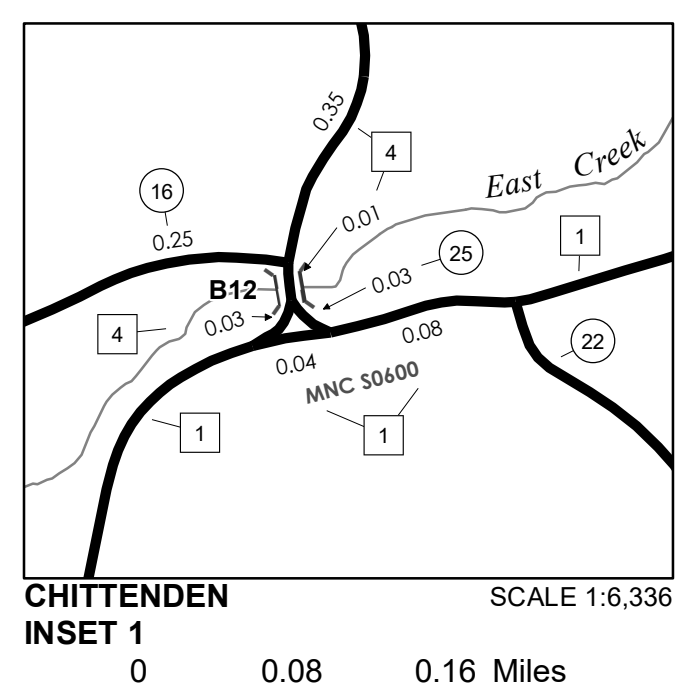 0.35
4
East Creek
16
0.01
1
0.25
25
B12
0.03
0.03
4
0.08
22
0.04
MNC S0600
1
1
CHITTENDEN
SCALE 1:6,336
INSET 1
0 0.08 0.16 Miles